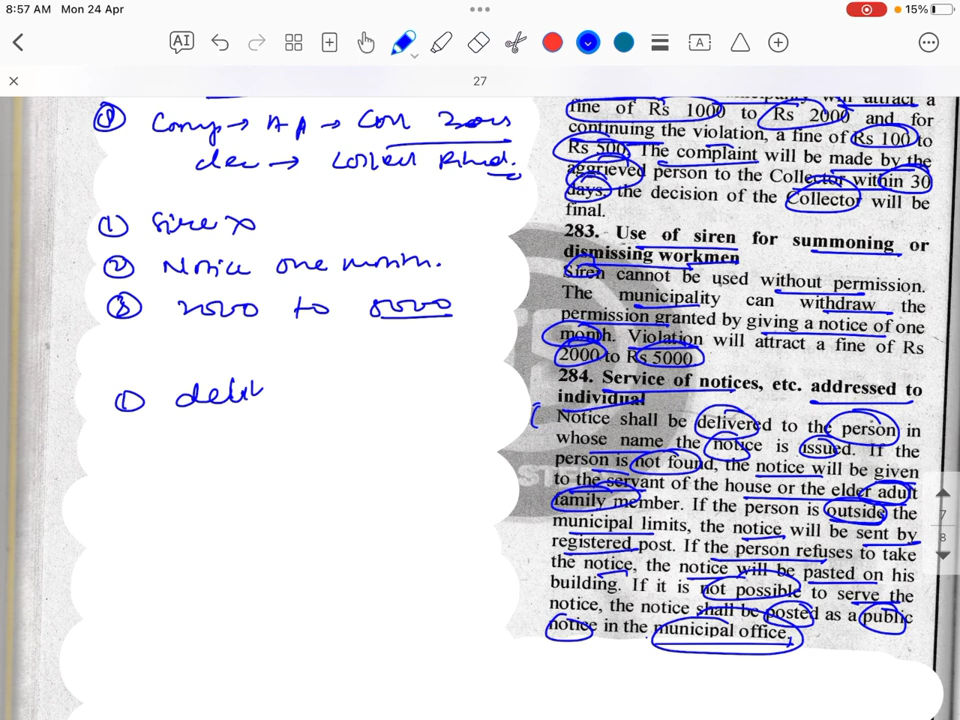 8:57 AM Mon 24 Apr
15%
AI
A
27
fine of Rs 1000 to Rs 2000 and for
continuing the violation, a fine of Rs 100 to
Rs 500. The complaint will be made by the
aggrieved person to the Collector within 30
days, the decision of the Collector will be
final.
283. Use of siren for summoning or
dismissing workmen
Siren cannot be used without permission.
The municipality can withdraw the
permission granted by giving a notice of one
month. Violation will attract a fine of Rs
2000 to Rs 5000
284. Service of notices, etc. addressed to
individual
Notice shall be delivered to the person in
whose name the notice is issued. If the
person is not found, the notice will be given
to the servant of the house or the elder adult
family member. If the person is outside the
municipal limits, the notice will be sent by
registered post. If the person refuses to take
the notice, the notice will be pasted on his
building. If it is not possible to serve the
notice, the notice shall be posted as a public
notice in the municipal office.
① Sire x
② Notice one month.
③ 2000 to 5000
①
7
8